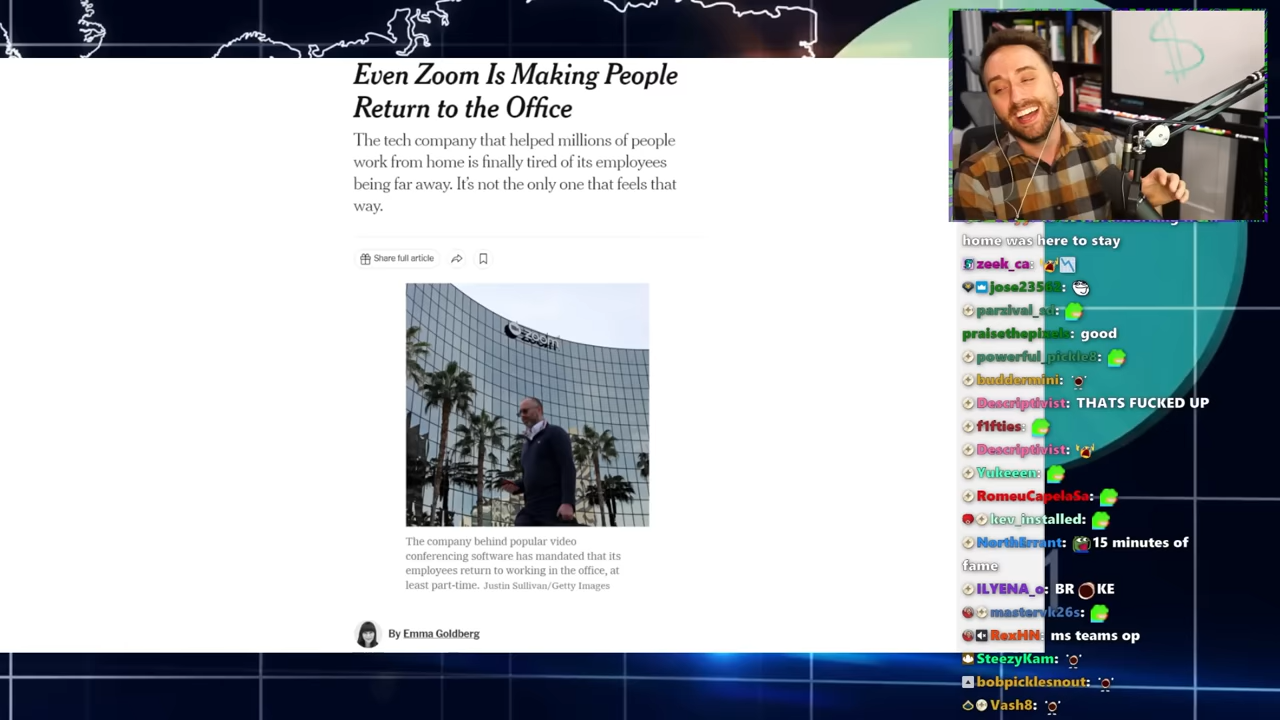 Even Zoom Is Making People
Return to the Office
The tech company that helped millions of people
work from home is finally tired of its employees
being far away. It's not the only one that feels that
way.
Share full article
zoom
The company behind popular video
conferencing software has mandated that its
employees return to working in the office, at
least part-time. Justin Sullivan/Getty Images
By Emma Goldberg
$
home was here to stay
zeek_ca:
jose23562:
parzival_sd:
praisethepixels: good
powerful_pickle8:
buddermini:
Descriptivist: THATS FUCKED UP
f1fties:
Descriptivist:
Yukeeen:
RomeuCapelaSa:
kev_installed:
NorthErrant: 15 minutes of
fame
ILYENA_o: BR KE
mastervk26s:
RoxHN: ms teams op
SteezyKam:
bobpicklesnout:
Vash8: